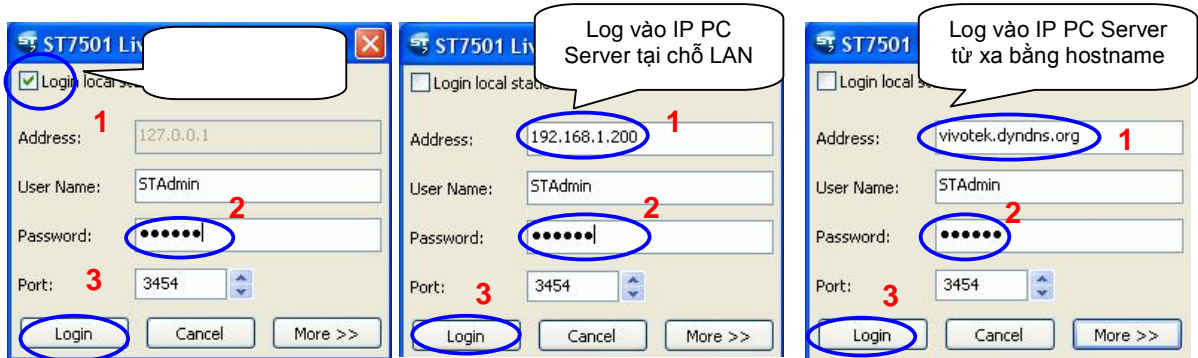 ST7501 Li
Login local s
1
Address:
127.0.0.1
User Name:
STAdmin
2
Password:
••••••
3
Port:
3454
Login
Cancel
More >>
Log vào IP PC
Server tại chỗ LAN
ST7501 Liv
Login local stati
1
Address:
192.168.1.200
User Name:
STAdmin
2
Password:
••••••
3
Port:
3454
Login
Cancel
More >>
Log vào IP PC Server
từ xa bằng hostname
ST7501
Login local s
Address:
vivotek.dyndns.org
1
User Name:
STAdmin
2
Password:
••••••
Port:
3454
3
Login
Cancel
More >>